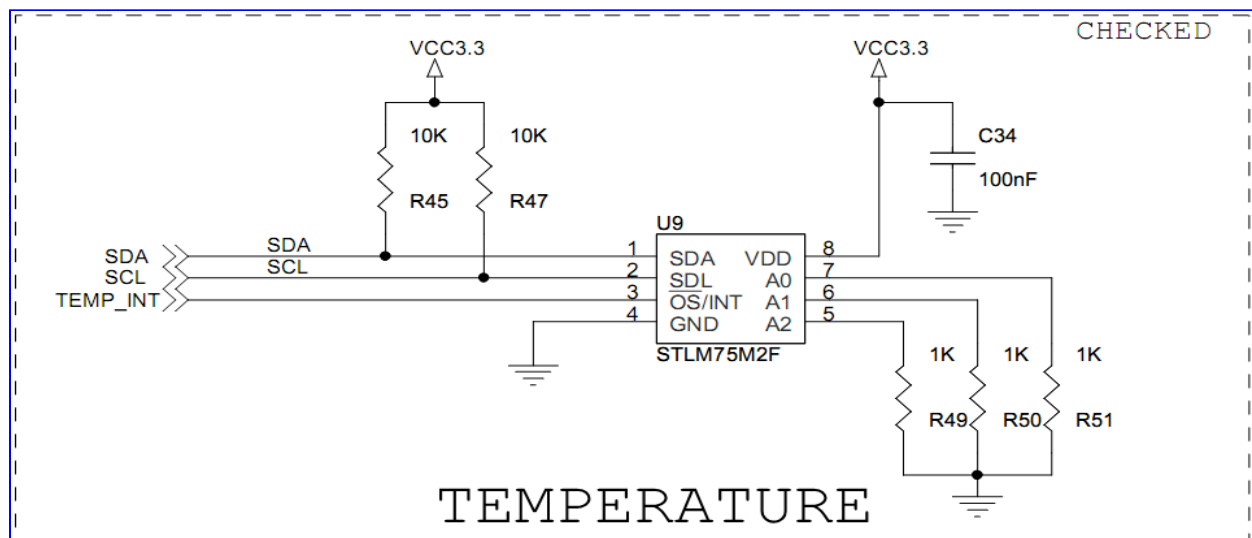 CHECKED
VCC3.3
VCC3.3
10K
10K
C34
100nF
R45
R47
U9
SDA
SDA
1
SDA
VDD
8
SCL
SCL
2
SDL
A0
7
TEMP_INT
3
OS/INT
A1
6
4
GND
A2
5
STLM75M2F
1K
1K
1K
R49
R50
R51
TEMPERATURE